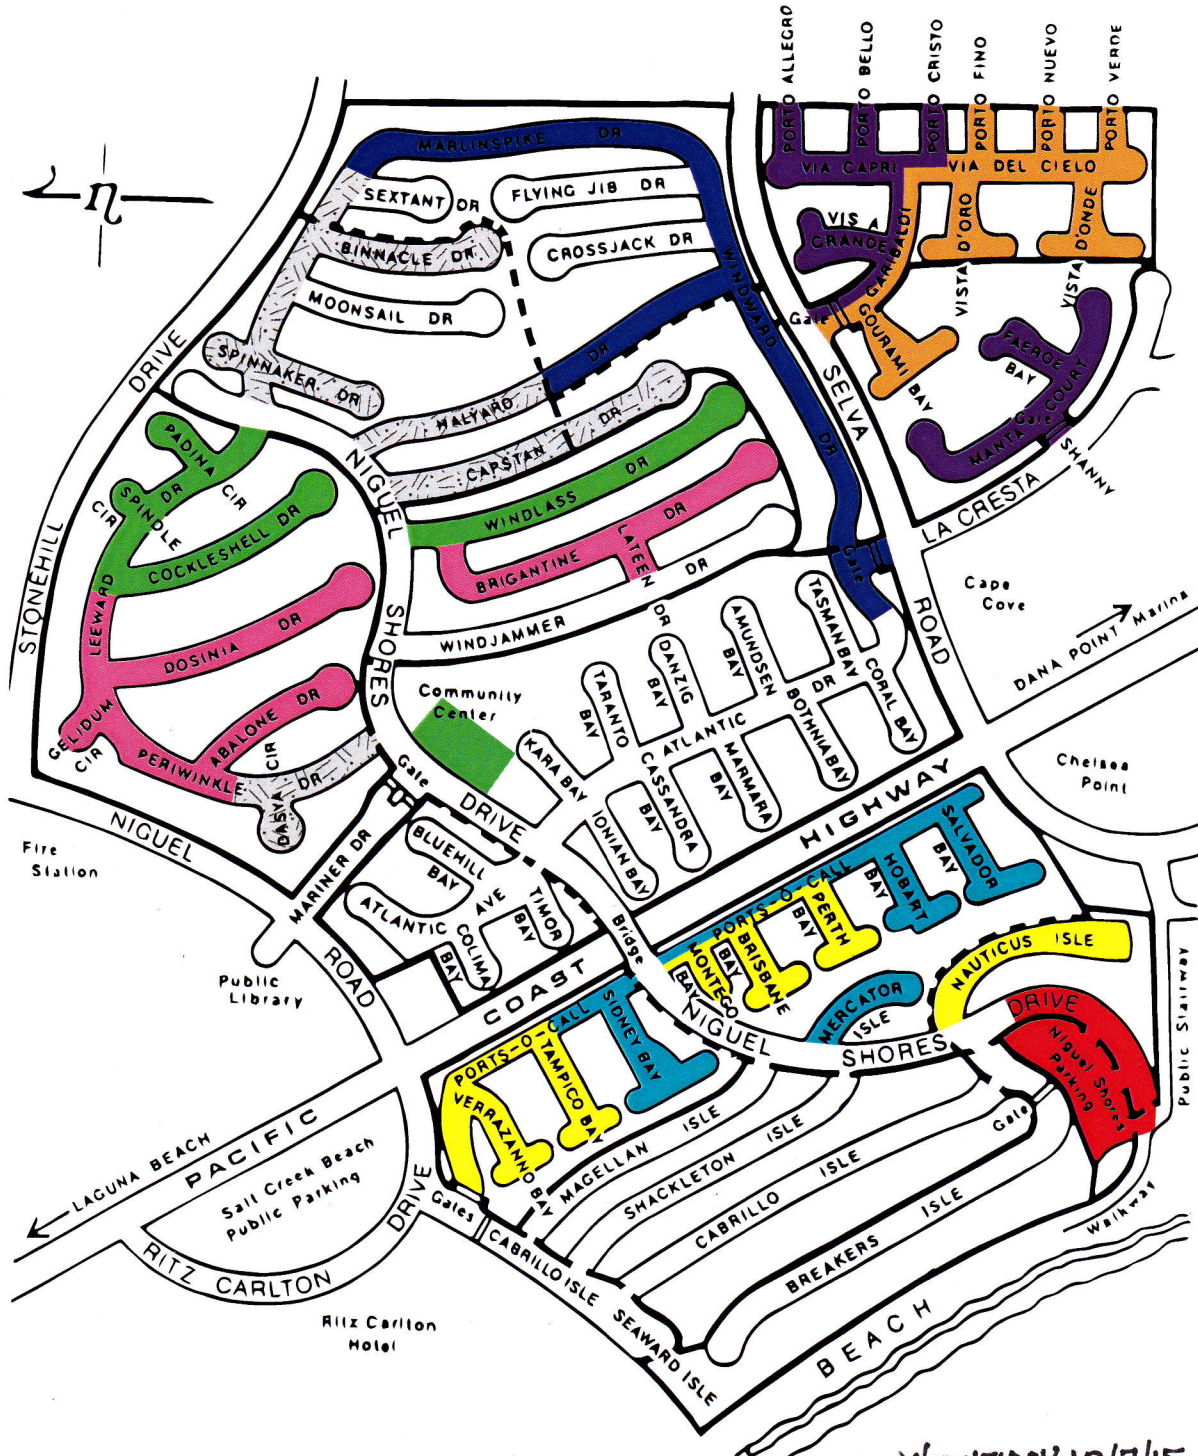 PORTO ALLEGRO
PORTO BELLO
PORTO CRISTO
PORTO FINO
PORTO NUEVO
PORTO VERDE
MARLINSPIKE DR
VIA CAPRI
VIA DEL CIELO
n
SEXTANT DR
FLYING JIB DR
BINNACLE DR
CROSSJACK DR
VIS A
GRANDE
GARIBALDI
VISTA D'ORO
VISTA D'ONDE
MOONSAIL DR
WINDWARD DR
Gate
GOURAMI BAY
FAEROE
BAY
SPINNAKER DR
HALYARD DR
STONEHILL DRIVE
SELVA ROAD
MANTA COURT
Gate
SHANNY
LA CRESTA
PADINA CIR
SPINDLE CIR
DR
CAPSTAN DR
NIGUEL SHORES DRIVE
WINDLASS DR
COCKLESHELL DR
BRIGANTINE DR
LATEEN DR
Gate
LEEWARD
DOSINIA DR
WINDJAMMER DR
TASMAN BAY
AMUNDSEN
BAY
Cape
Cove
DANA POINT Marina
GELIDUM
CIR
ABALONE DR
Community
Center
TARANTO
BAY
DANZIG
BAY
ATLANTIC DR
BOTHNIA BAY
CORAL BAY
PERIWINKLE DR
DASYA CIR
Gate
KARA BAY
CASSANDRA
BAY
MARMARA
BAY
IONIAN BAY
Chelsea
Point
NIGUEL ROAD
Fire
Station
MARINER DR
BLUEHILL
BAY
ATLANTIC AVE
COLIMA
BAY
TIMOR
BAY
Bridge
PACIFIC COAST HIGHWAY
PORTS-O-CALL
SALVADOR
BAY
HOBART
BAY
PERTH
BAY
BRISBANE
BAY
MONTEGO
BAY
Public
Library
NAUTICUS ISLE
MERCATOR
ISLE
NIGUEL SHORES DRIVE
Niguel Shores
Parking
Public Stairway
PORTS-O-CALL
SIDNEY BAY
TAMPICO BAY
VERRAZANNO BAY
MAGELLAN ISLE
SHACKLETON ISLE
CABRILLO ISLE
BREAKERS ISLE
Gate
Walkway
LAGUNA BEACH
Salt Creek Beach
Public Parking
RITZ CARLTON DRIVE
Gates
CABRILLO ISLE
SEAWARD ISLE
Ritz Carlton
Hotel
BEACH